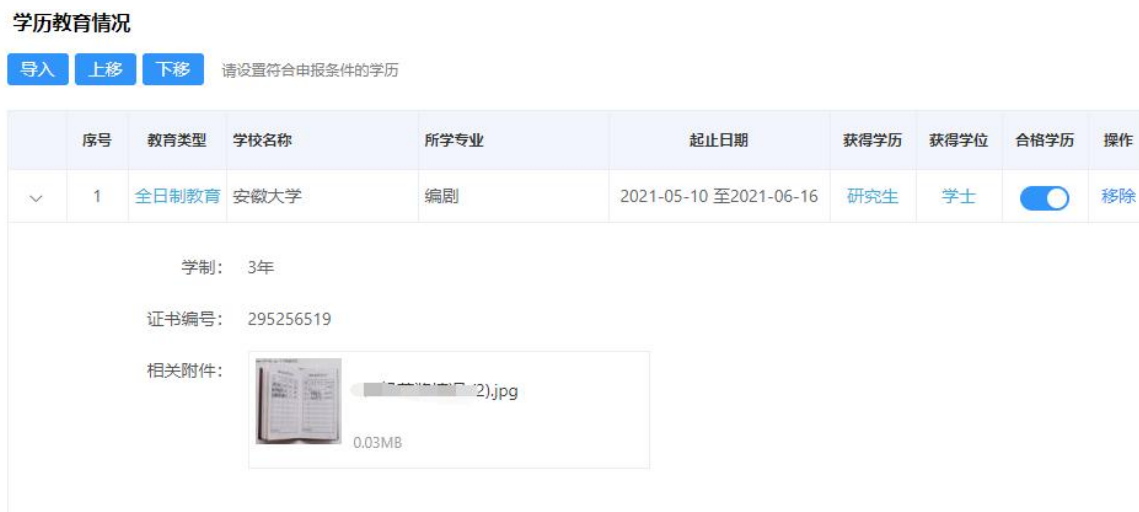 学历教育情况
导入 上移 下移 请设置符合申报条件的学历
序号 教育类型 学校名称 所学专业 起止日期 获得学历 获得学位 合格学历 操作
1 全日制教育 安徽大学 编剧 2021-05-10 至2021-06-16 研究生 学士 移除
学制： 3年
证书编号： 295256519
相关附件：
2).jpg
0.03MB